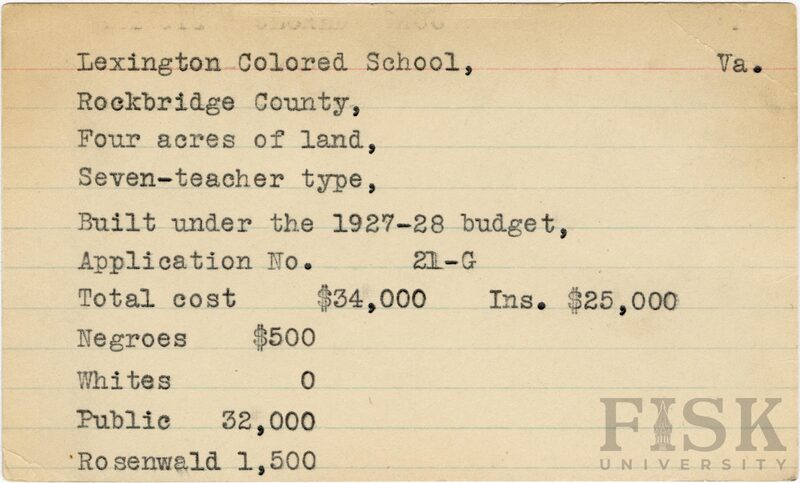 Lexington Colored School, Va.
Rockbridge County,
Four acres of land,
Seven-teacher type,
Built under the 1927-28 budget,
Application No. 21-G
Total cost $34,000 Ins. $25,000
Negroes $500
Whites 0
Public 32,000
Rosenwald 1,500
FISK
UNIVERSITY